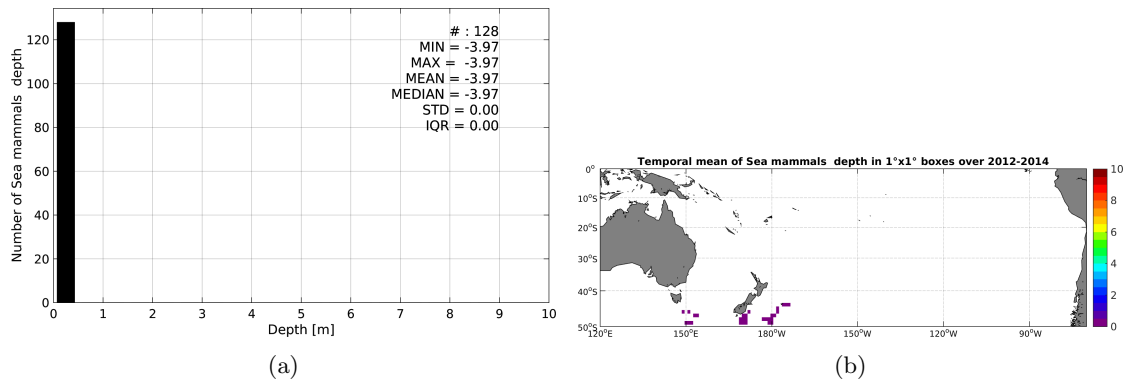 120
100
80
60
40
20
0
Number of Sea mammals  depth
# : 128
MIN = -3.97
MAX =  -3.97
MEAN = -3.97
MEDIAN = -3.97
STD = 0.00
IQR = 0.00
0 1 2 3 4 5 6 7 8 9 10
Depth [m]
(a)
Temporal mean of Sea mammals  depth in 1°x1° boxes over 2012-2014
0°
10°S
20°S
30°S
40°S
50°S
120°E 150°E 180°W 150°W 120°W 90°W
10
8
6
4
2
0
(b)